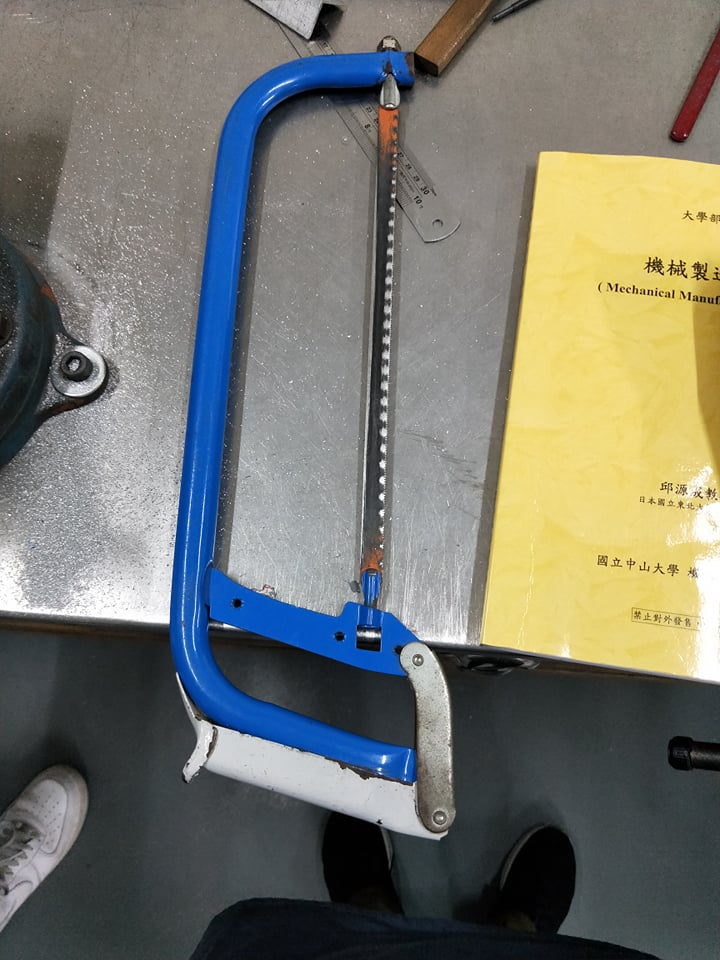 大學部
機械製造
( Mechanical Manuf
邱源成教
日本國立東北大
國立中山大學 機
禁止對外發售
30
10